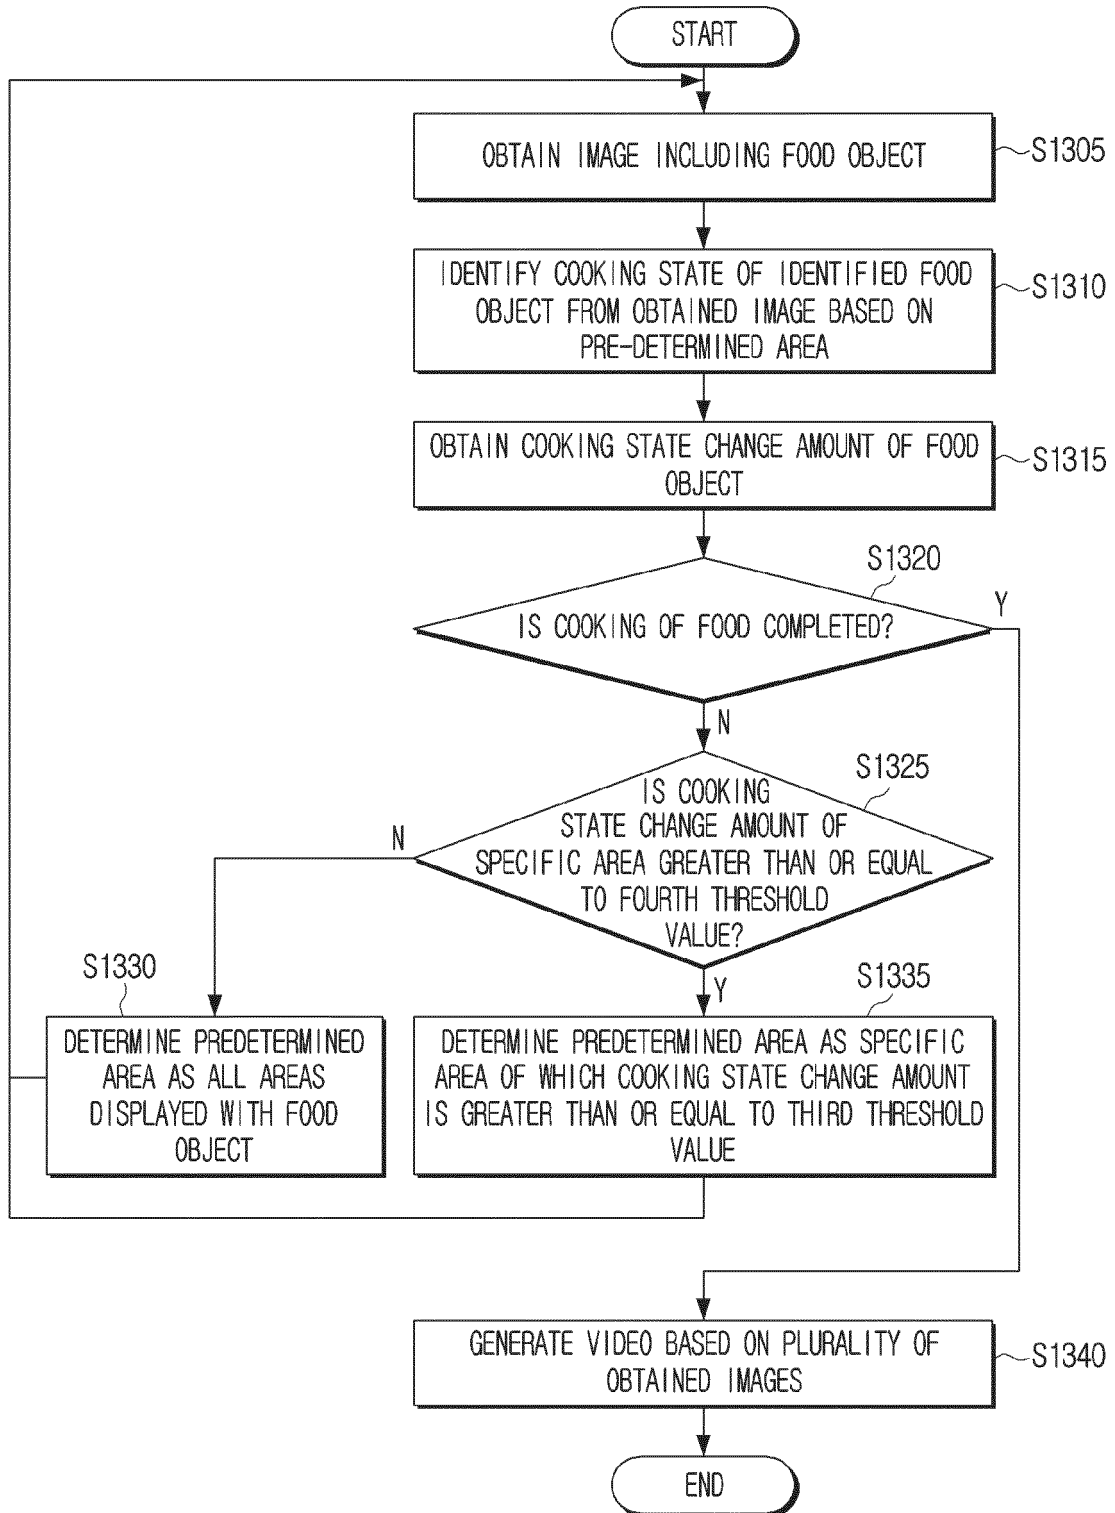 START
OBTAIN IMAGE INCLUDING FOOD OBJECT
S1305
IDENTIFY COOKING STATE OF IDENTIFIED FOOD
OBJECT FROM OBTAINED IMAGE BASED ON
PRE-DETERMINED AREA
S1310
OBTAIN COOKING STATE CHANGE AMOUNT OF FOOD
OBJECT
S1315
S1320
IS COOKING OF FOOD COMPLETED?
Y
N
S1325
IS COOKING
STATE CHANGE AMOUNT OF
SPECIFIC AREA GREATER THAN OR EQUAL
TO FOURTH THRESHOLD
VALUE?
N
Y
S1330
DETERMINE PREDETERMINED
AREA AS ALL AREAS
DISPLAYED WITH FOOD
OBJECT
S1335
DETERMINE PREDETERMINED AREA AS SPECIFIC
AREA OF WHICH COOKING STATE CHANGE AMOUNT
IS GREATER THAN OR EQUAL TO THIRD THRESHOLD
VALUE
GENERATE VIDEO BASED ON PLURALITY OF
OBTAINED IMAGES
S1340
END